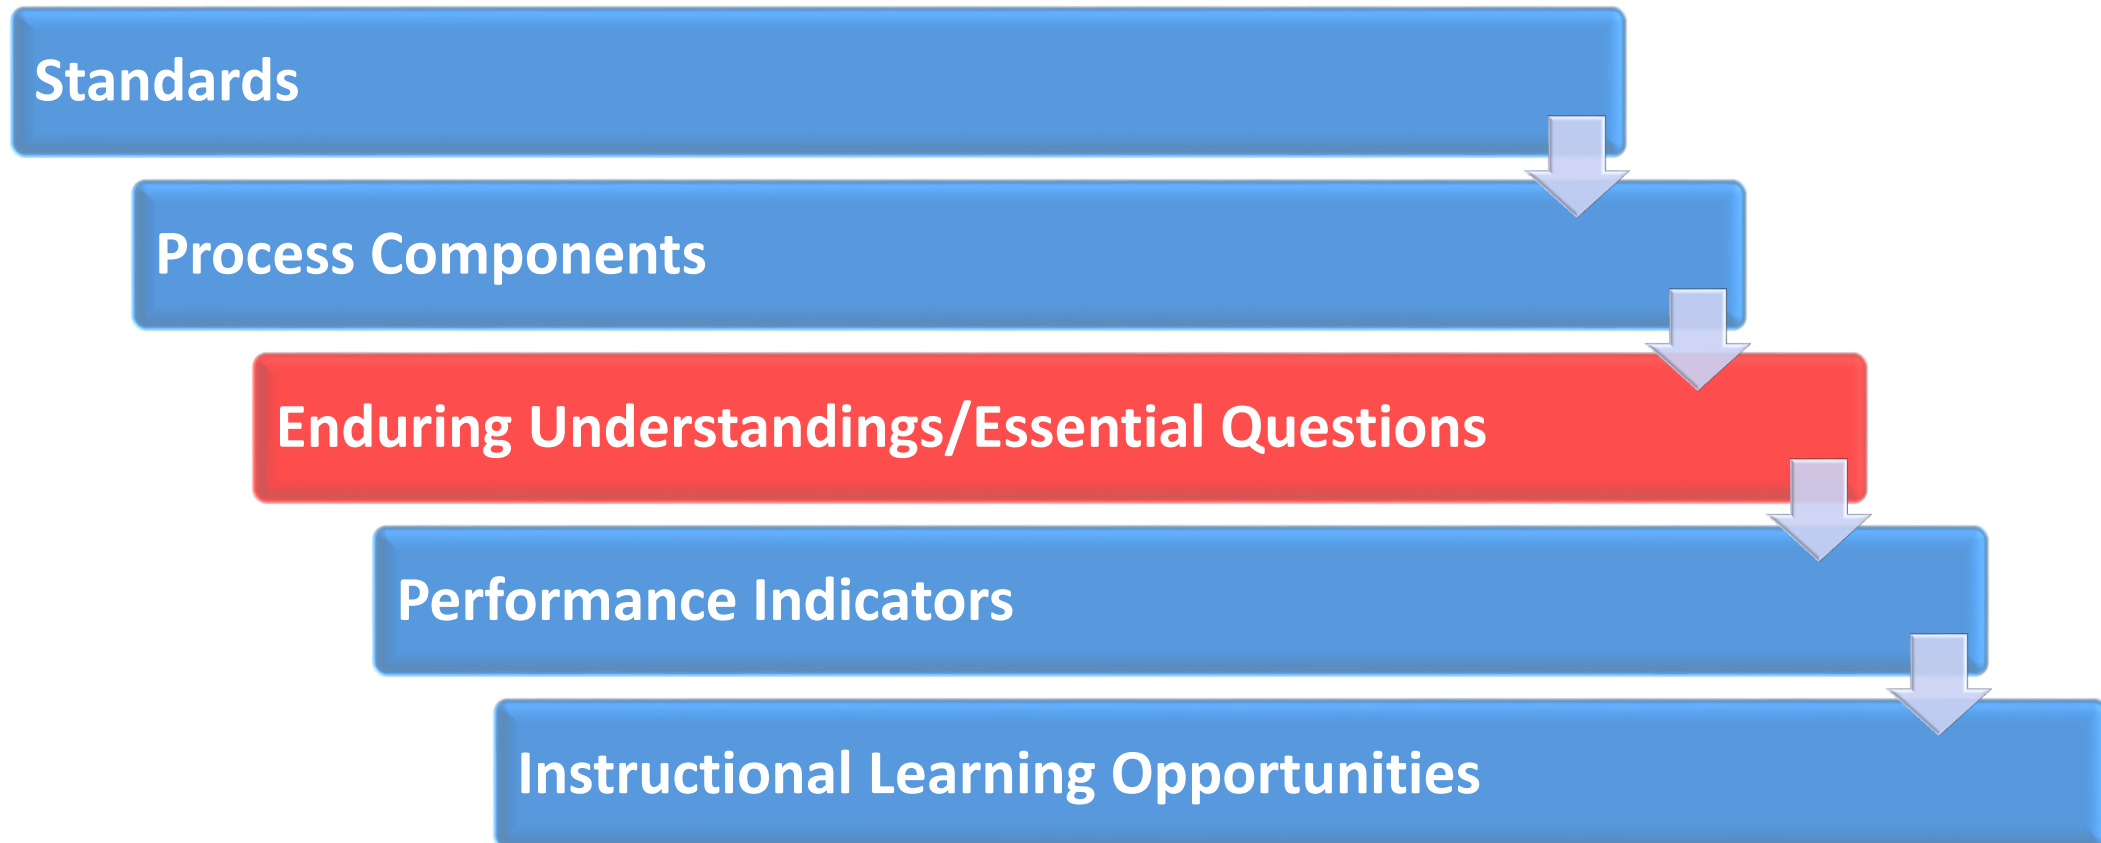 Standards
Process Components
Enduring Understandings/Essential Questions
Performance Indicators
Instructional Learning Opportunities